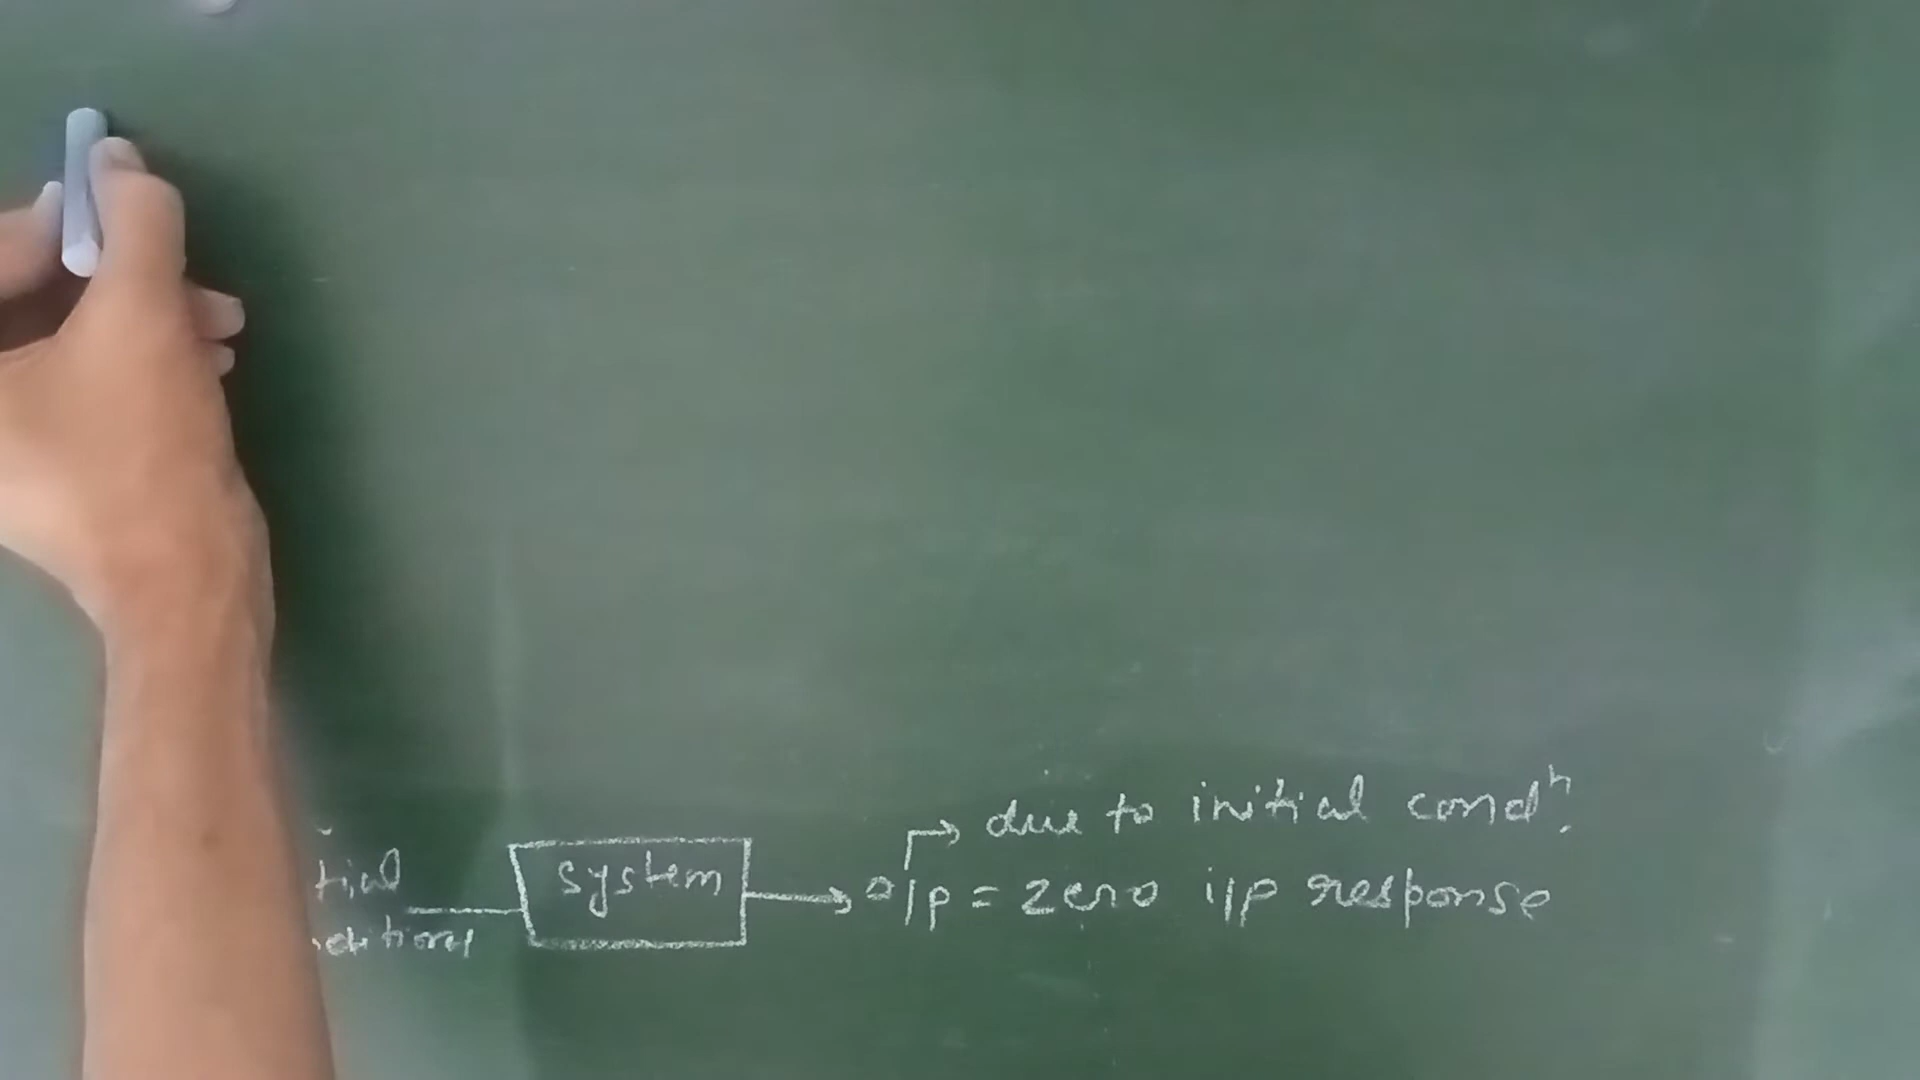 due to initial condn.
tial system o/p = zero i/p response
ditions